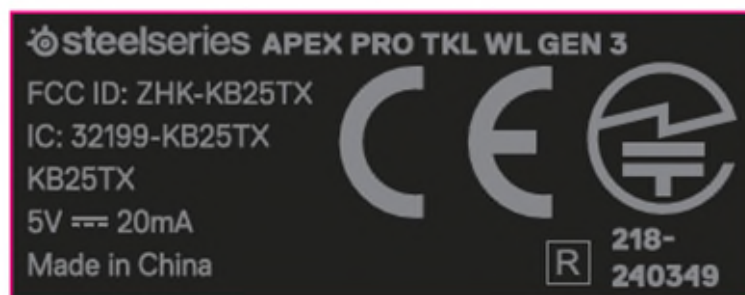 steelseries APEX PRO TKL WL GEN 3
FCC ID: ZHK-KB25TX
IC: 32199-KB25TX
KB25TX
5V ⎓ 20mA
Made in China
CE
R 218-
240349